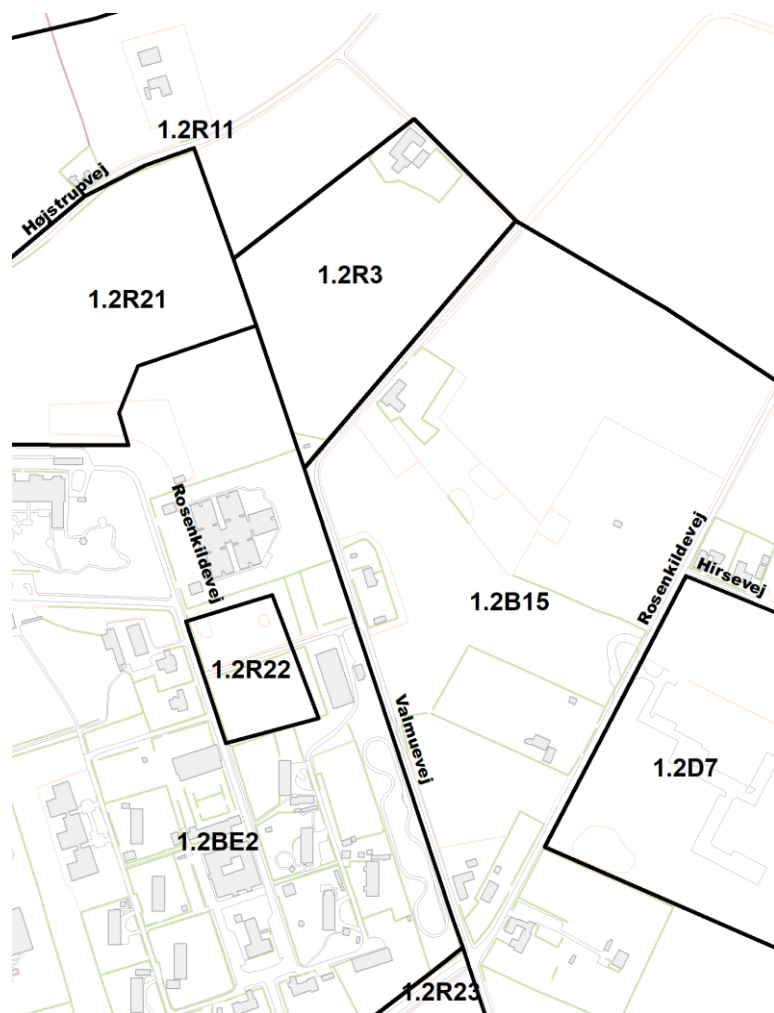 1.2R11
Højstrupvej
1.2R3
1.2R21
Rosenkildevej
Rosenkildevej
Hirsevej
1.2B15
1.2R22
Valmuevej
1.2D7
1.2BE2
1.2R23